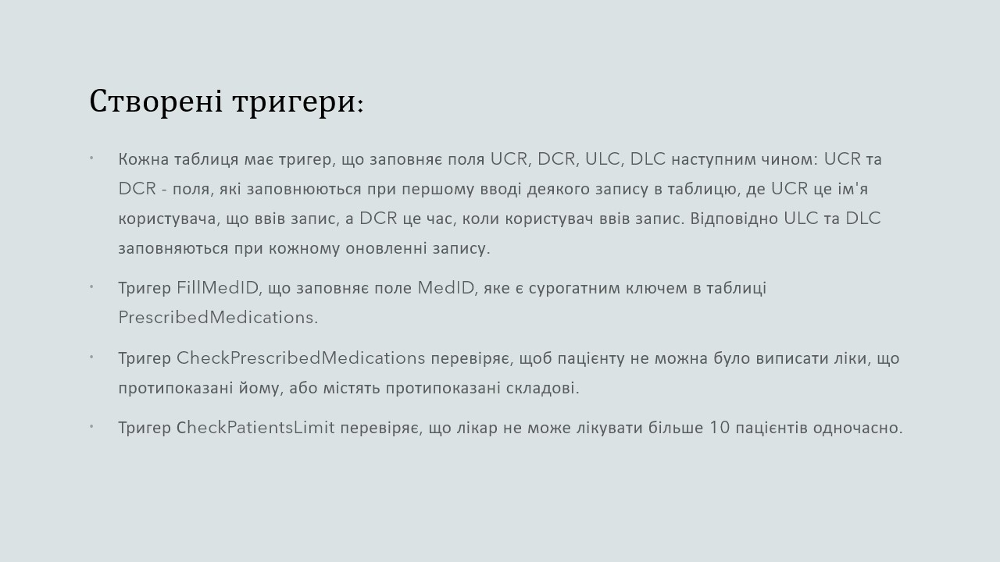 Створені тригери:
• Кожна таблиця має тригер, що заповняє поля UCR, DCR, ULC, DLC наступним чином: UCR та
DCR - поля, які заповнюються при першому вводі деякого запису в таблицю, де UCR це ім'я
користувача, що ввів запис, а DCR це час, коли користувач ввів запис. Відповідно ULC та DLC
заповняються при кожному оновленні запису.
• Тригер FillMedID, що заповняє поле MedID, яке є сурогатним ключем в таблиці
PrescribedMedications.
• Тригер CheckPrescribedMedications перевіряє, щоб пацієнту не можна було виписати ліки, що
протипоказані йому, або містять протипоказані складові.
• Тригер CheckPatientsLimit перевіряє, що лікар не може лікувати більше 10 пацієнтів одночасно.